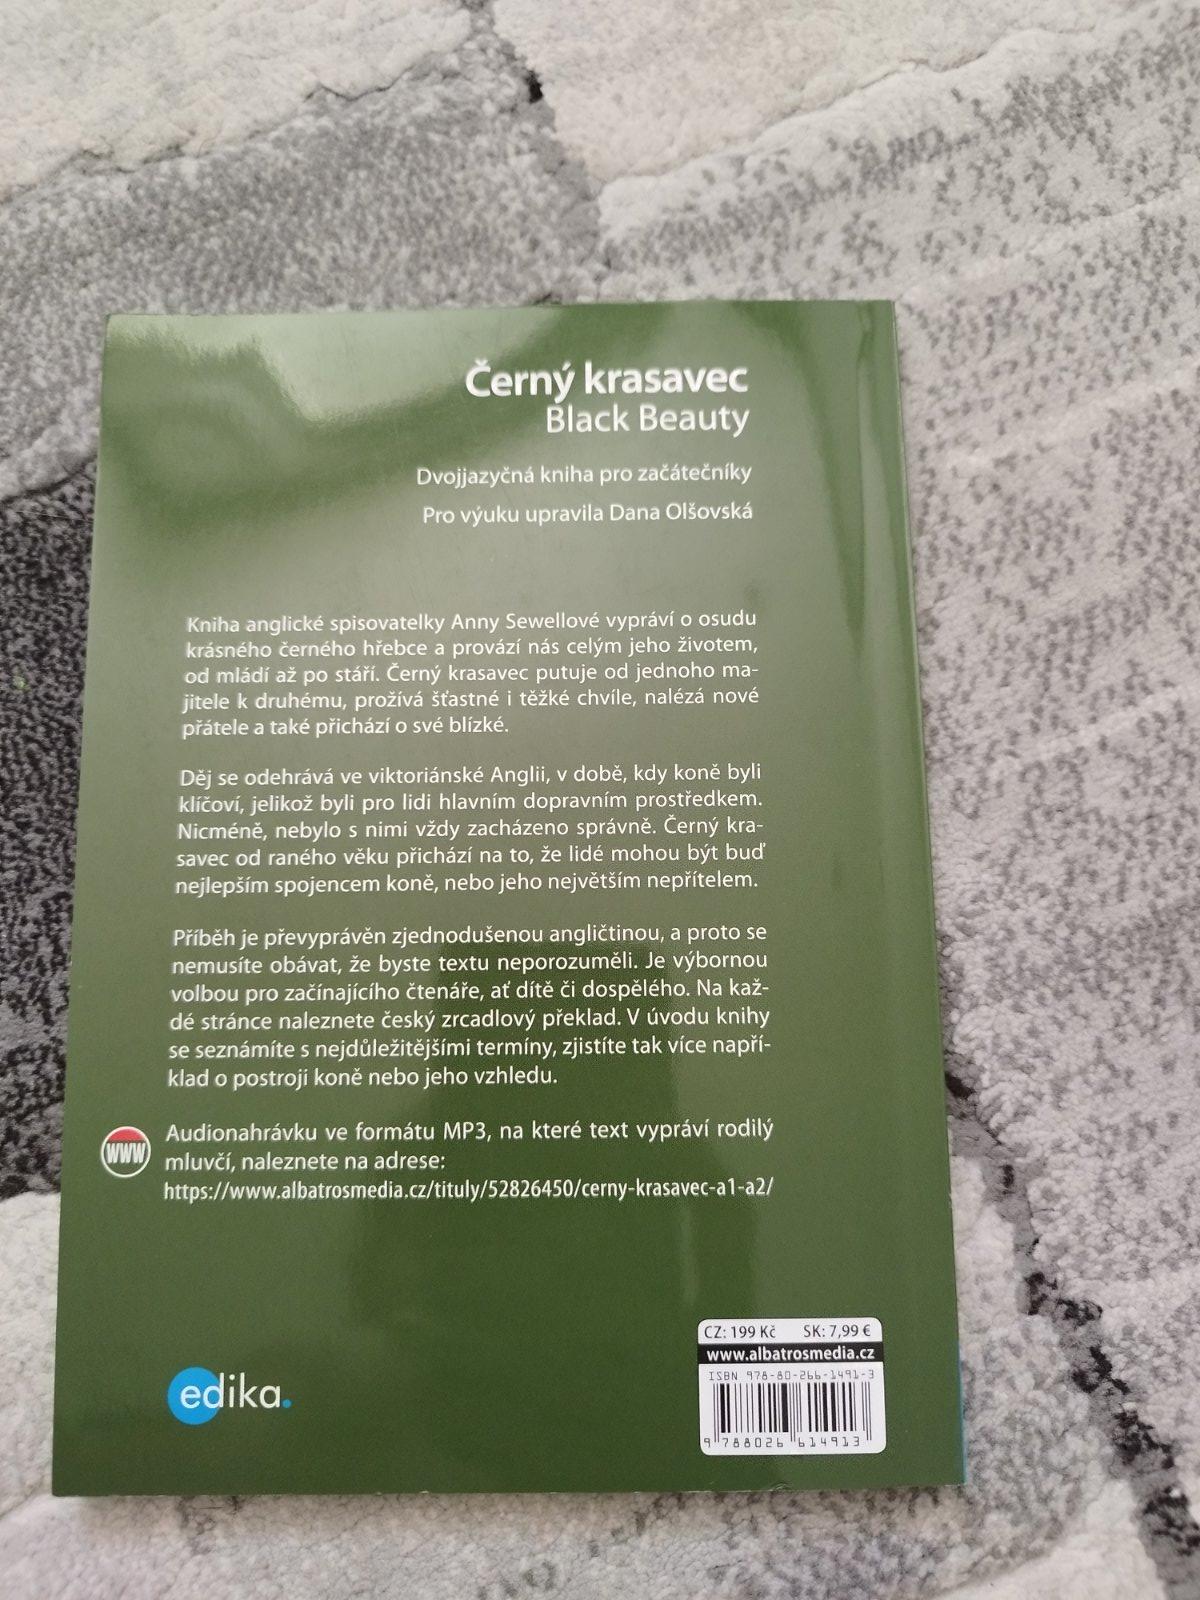 Černý krasavec
Black Beauty
Dvojjazyčná kniha pro začátečníky
Pro výuku upravila Dana Olšovská
Kniha anglické spisovatelky Anny Sewellové vypráví o osudu
krásného černého hřebce a provází nás celým jeho životem,
od mládí až po stáří. Černý krasavec putuje od jednoho ma-
jitele k druhému, prožívá šťastné i těžké chvíle, nalézá nové
přátele a také přichází o své blízké.
Děj se odehrává ve viktoriánské Anglii, v době, kdy koně byli
klíčoví, jelikož byli pro lidi hlavním dopravním prostředkem.
Nicméně, nebylo s nimi vždy zacházeno správně. Černý kra-
savec od raného věku přichází na to, že lidé mohou být buď
nejlepším spojencem koně, nebo jeho největším nepřítelem.
Příběh je převyprávěn zjednodušenou angličtinou, a proto se
nemusíte obávat, že byste textu neporozuměli. Je výbornou
volbou pro začínajícího čtenáře, ať dítě či dospělého. Na kaž-
dé stránce naleznete český zrcadlový překlad. V úvodu knihy
se seznámíte s nejdůležitějšími termíny, zjistíte tak více napří-
klad o postroji koně nebo jeho vzhledu.
www
Audionahrávku ve formátu MP3, na které text vypráví rodilý
mluvčí, naleznete na adrese:
https://www.albatrosmedia.cz/tituly/52826450/cerny-krasavec-a1-a2/
CZ: 199 Kč SK: 7,99 €
www.albatrosmedia.cz
ISBN 978-80-266-1491-3
9 788026 614913
edika.